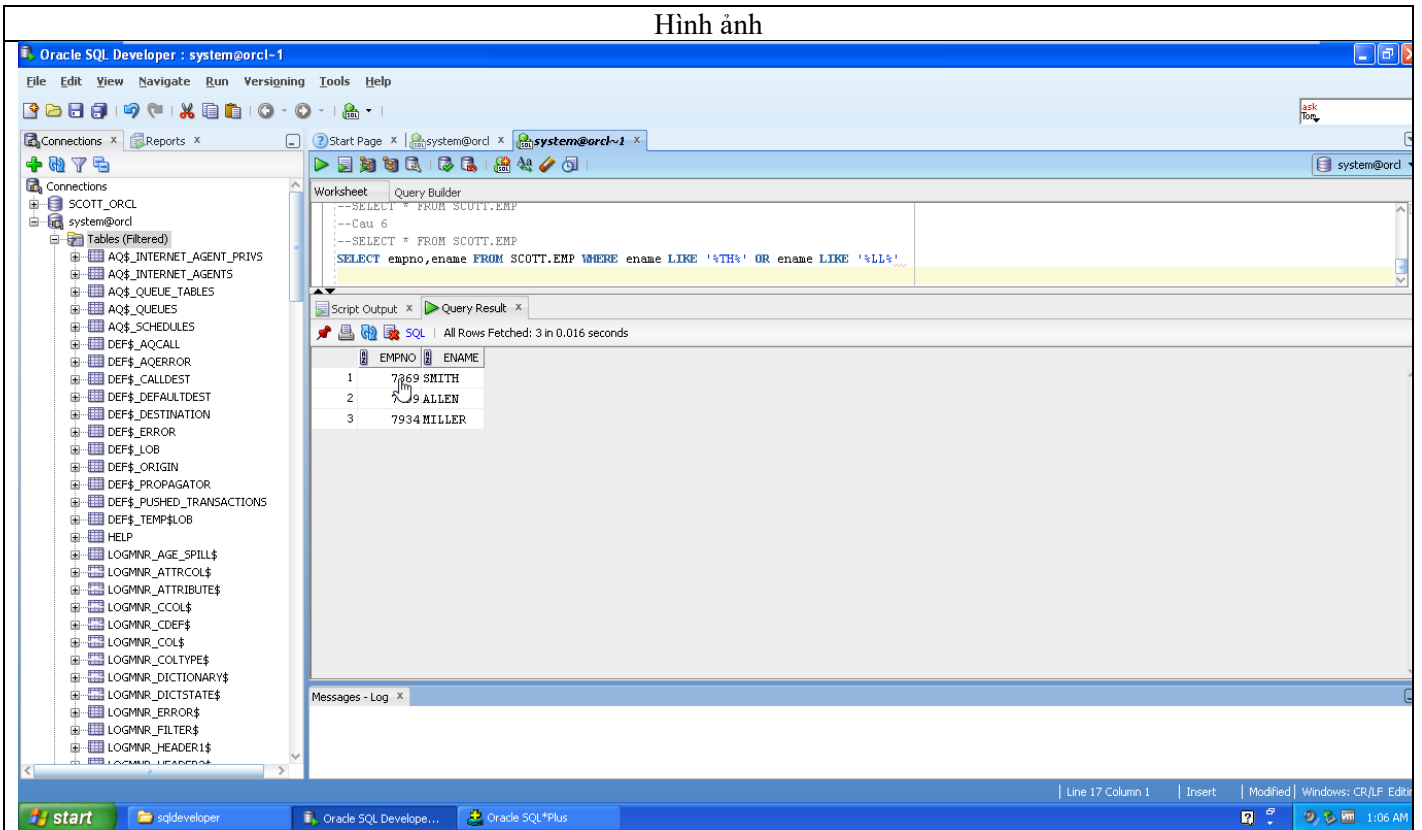 Hình ảnh
Oracle SQL Developer : system@orcl~1
File Edit View Navigate Run Versioning Tools Help
ask
Tom
Connections x Reports x
Start Page x system@orcl x system@orcl~1 x
system@orcl
Connections
SCOTT_ORCL
system@orcl
Tables (Filtered)
AQ$_INTERNET_AGENT_PRIVS
AQ$_INTERNET_AGENTS
AQ$_QUEUE_TABLES
AQ$_QUEUES
AQ$_SCHEDULES
DEF$_AQCALL
DEF$_AQERROR
DEF$_CALLDEST
DEF$_DEFAULTDEST
DEF$_DESTINATION
DEF$_ERROR
DEF$_LOB
DEF$_ORIGIN
DEF$_PROPAGATOR
DEF$_PUSHED_TRANSACTIONS
DEF$_TEMP$LOB
HELP
LOGMNR_AGE_SPILL$
LOGMNR_ATTRCOL$
LOGMNR_ATTRIBUTE$
LOGMNR_CCOL$
LOGMNR_CDEF$
LOGMNR_COL$
LOGMNR_COLTYPE$
LOGMNR_DICTIONARY$
LOGMNR_DICTSTATE$
LOGMNR_ERROR$
LOGMNR_FILTER$
LOGMNR_HEADER1$
Worksheet Query Builder
--SELECT * FROM SCOTT.EMP
--Cau 6
--SELECT * FROM SCOTT.EMP
SELECT empno,ename FROM SCOTT.EMP WHERE ename LIKE '%TH%' OR ename LIKE '%LL%'
Script Output x Query Result x
SQL | All Rows Fetched: 3 in 0.016 seconds
EMPNO ENAME
1 7369 SMITH
2 ALLEN
3 7934 MILLER
Messages - Log x
Line 17 Column 1 | Insert | Modified | Windows: CR/LF Editin
start sqldeveloper Oracle SQL Develope... Oracle SQL*Plus 1:06 AM